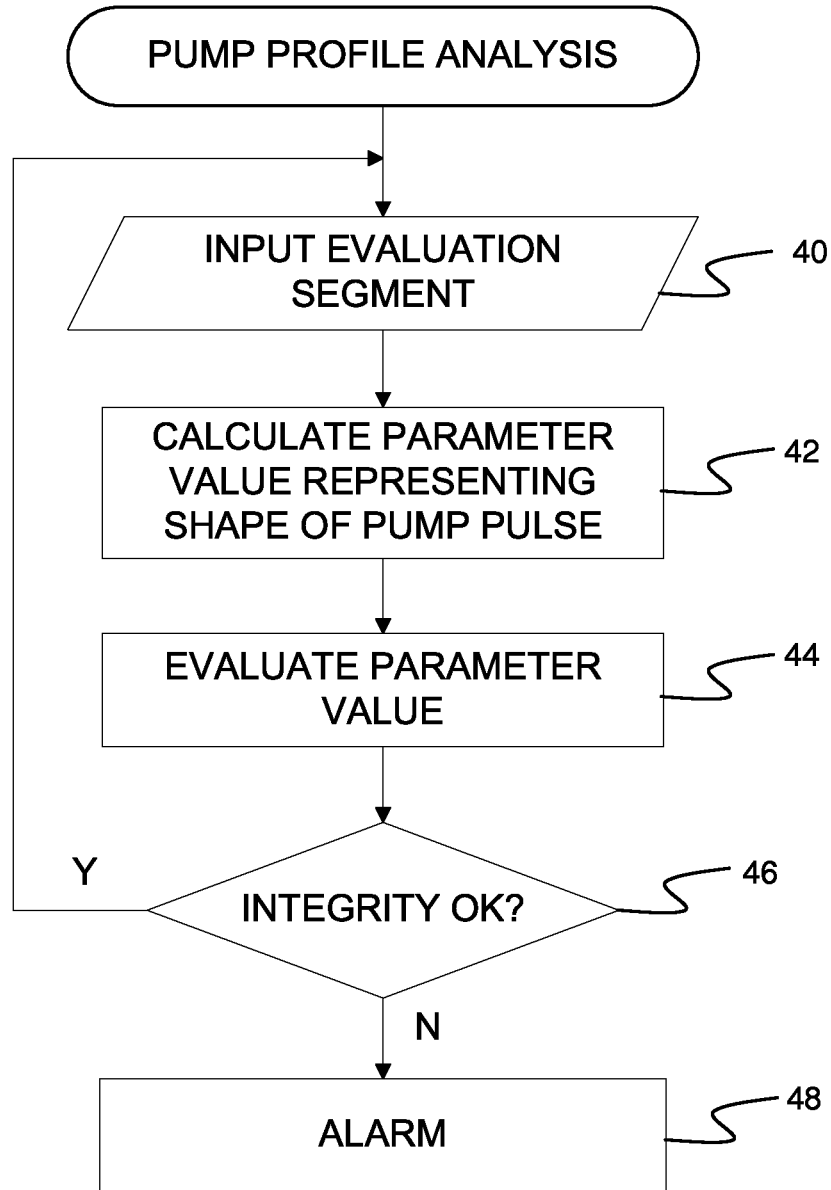 PUMP PROFILE ANALYSIS
INPUT EVALUATION
SEGMENT
40
CALCULATE PARAMETER
VALUE REPRESENTING
SHAPE OF PUMP PULSE
42
EVALUATE PARAMETER
VALUE
44
Y
INTEGRITY OK?
46
N
ALARM
48